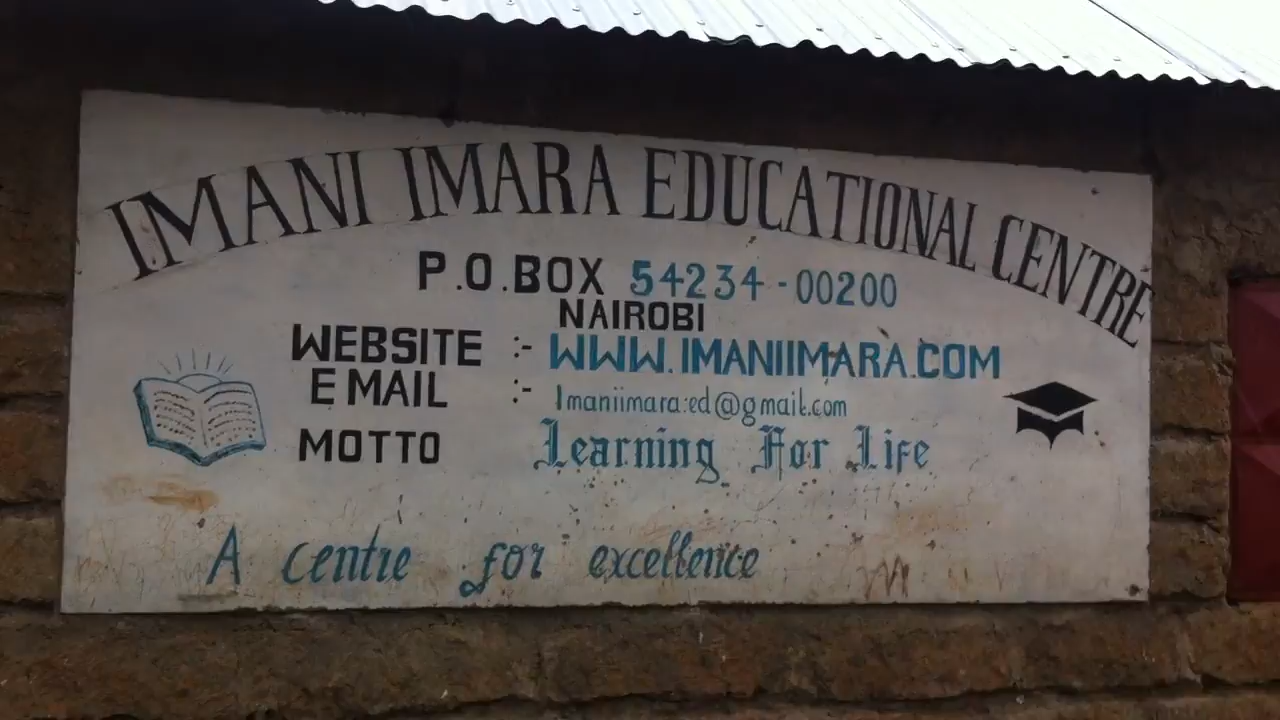 IMANI IMARA EDUCATIONAL CENTRE
P.O.BOX 54234-00200
NAIROBI
WEBSITE :- WWW.IMANIIMARA.COM
EMAIL :- Imaniimara.ed@gmail.com
MOTTO Learning For Life
A centre for excellence